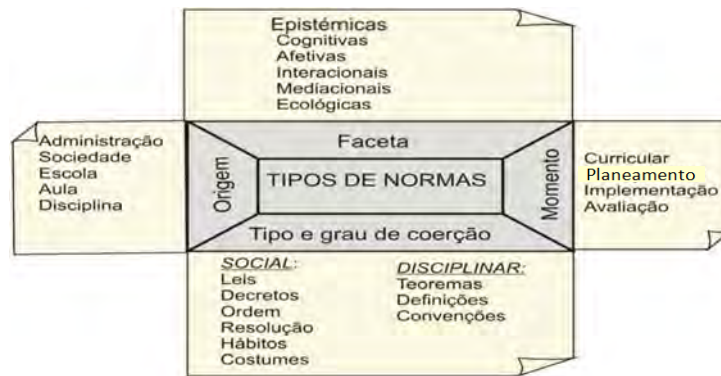 Epistémicas
Cognitivas
Afetivas
Interacionais
Mediacionais
Ecológicas
Administração
Sociedade
Escola
Aula
Disciplina
Origem
Faceta
TIPOS DE NORMAS
Tipo e grau de coerção
Momento
Curricular
Planeamento
Implementação
Avaliação
SOCIAL:
Leis
Decretos
Ordem
Resolução
Hábitos
Costumes
DISCIPLINAR:
Teoremas
Definições
Convenções